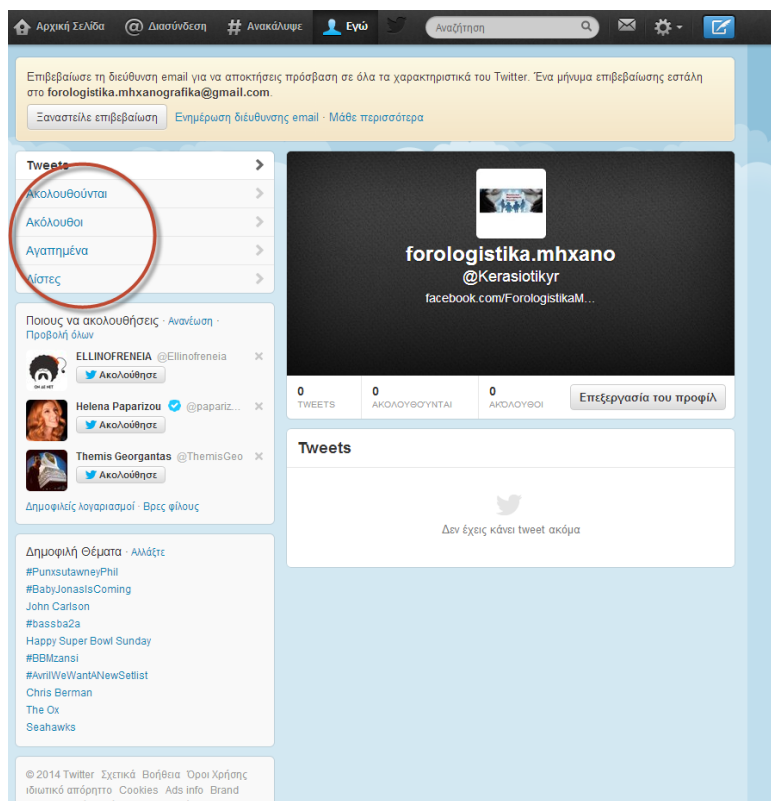 Αρχική Σελίδα @ Διασύνδεση # Ανακάλυψε Εγώ Αναζήτηση
Επιβεβαίωσε τη διεύθυνση email για να αποκτήσεις πρόσβαση σε όλα τα χαρακτηριστικά του Twitter. Ένα μήνυμα επιβεβαίωσης εστάλη
στο forologistika.mhxanografika@gmail.com.
Ξαναστείλε επιβεβαίωση Ενημέρωση διέυθυνσης email · Μάθε περισσότερα
Tweets
Ακολουθούνται
Ακόλουθοι
Αγαπημένα
Λίστες
forologistika.mhxano
@Kerasiotikyr
facebook.com/ForologistikaM...
0 0 0
TWEETS ΑΚΟΛΟΥΘΟΎΝΤΑΙ ΑΚΌΛΟΥΘΟΙ Επεξεργασία του προφίλ
Ποιους να ακολουθήσεις · Ανανέωση ·
Προβολή όλων
ELLINOFRENEIA @Ellinofreneia
Ακολούθησε
Helena Paparizou @papariz...
Ακολούθησε
Themis Georgantas @ThemisGeo
Ακολούθησε
Δημοφιλείς λογαριασμοί · Βρες φίλους
Tweets
Δεν έχεις κάνει tweet ακόμα
Δημοφιλή Θέματα · Αλλάξτε
#PunxsutawneyPhil
#BabyJonasIsComing
John Carlson
#bassba2a
Happy Super Bowl Sunday
#BBMzansi
#AvrilWeWantANewSetlist
Chris Berman
The Ox
Seahawks
© 2014 Twitter Σχετικά Βοήθεια Όροι Χρήσης
ιδιωτικό απόρητο Cookies Ads info Brand